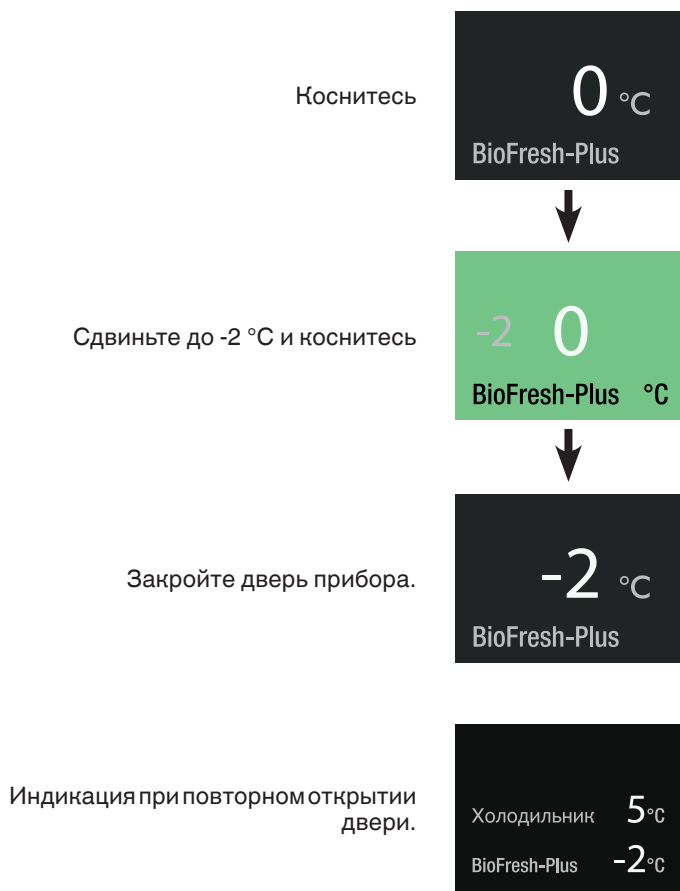 Коснитесь
0 °C
BioFresh-Plus
Сдвиньте до -2 °C и коснитесь
-2 0
BioFresh-Plus °C
Закройте дверь прибора.
-2 °C
BioFresh-Plus
Индикация при повторном открытии
двери.
Холодильник 5°C
BioFresh-Plus -2°C